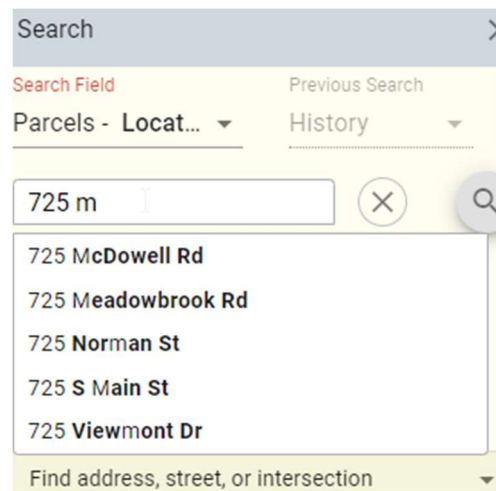 Search
Search Field Previous Search
Parcels - Locat... History
725 m
725 McDowell Rd
725 Meadowbrook Rd
725 Norman St
725 S Main St
725 Viewmont Dr
Find address, street, or intersection